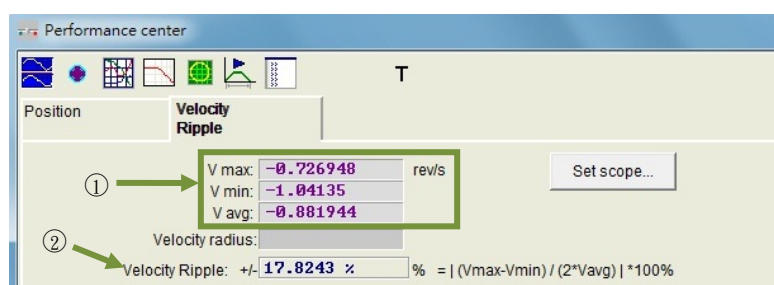 Performance center
T
Position
Velocity
Ripple
① V max: -0.726948 rev/s Set scope...
V min: -1.04135
V avg: -0.881944
② Velocity radius:
Velocity Ripple: +/- 17.8243 % % = | (Vmax-Vmin) / (2*Vavg) | *100%